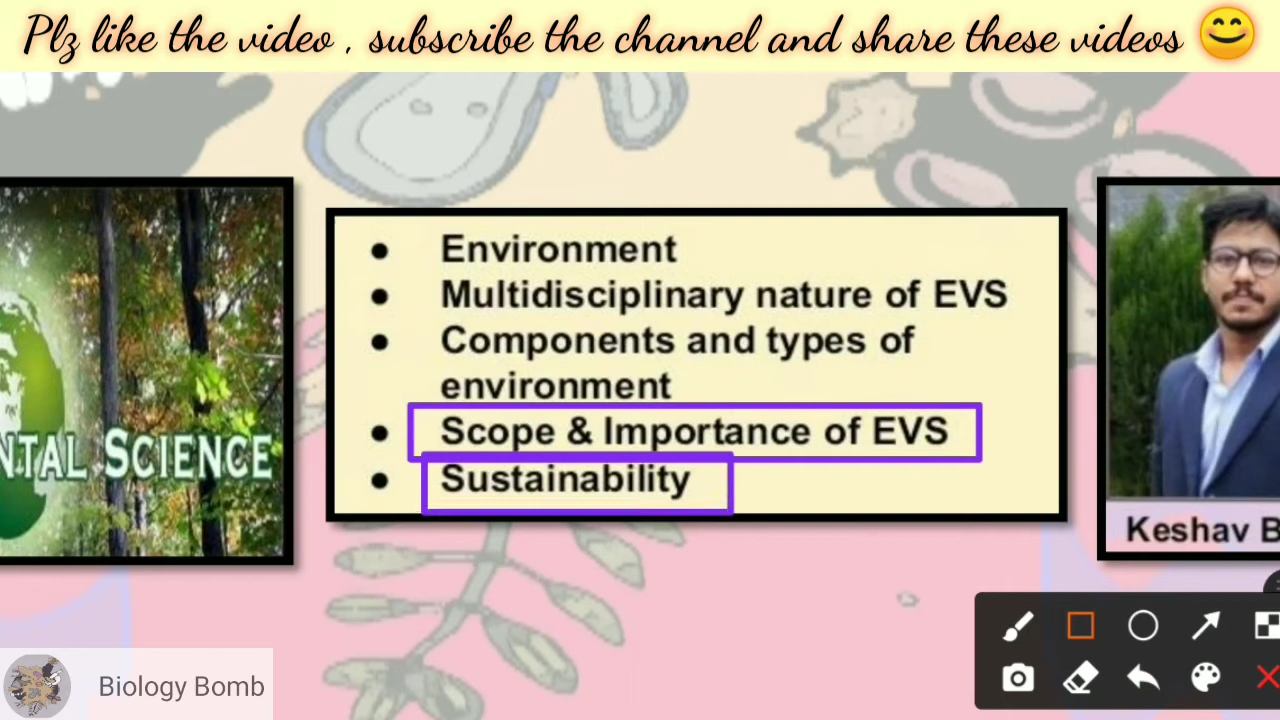 Plz like the video , subscribe the channel and share these videos 😊
NTAL SCIENCE
● Environment
● Multidisciplinary nature of EVS
● Components and types of
environment
● Scope & Importance of EVS
● Sustainability
Keshav B
Biology Bomb